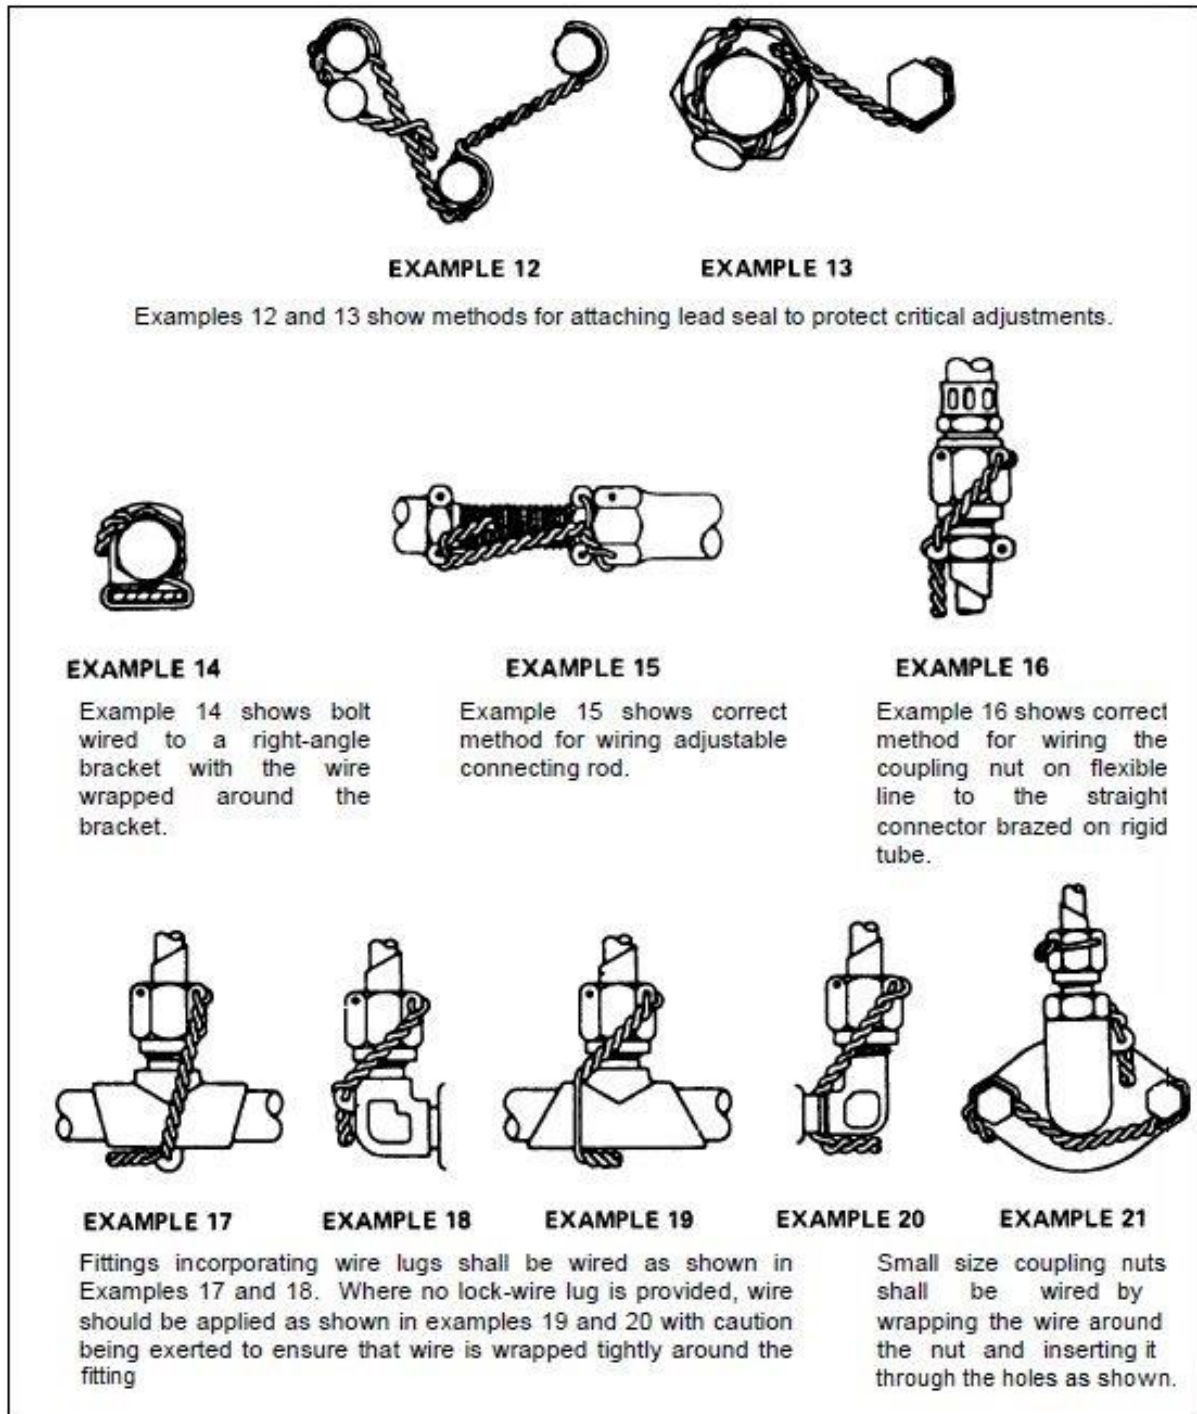 EXAMPLE 12
EXAMPLE 13
Examples 12 and 13 show methods for attaching lead seal to protect critical adjustments.
EXAMPLE 14
Example 14 shows bolt
wired to a right-angle
bracket with the wire
wrapped around the
bracket.
EXAMPLE 15
Example 15 shows correct
method for wiring adjustable
connecting rod.
EXAMPLE 16
Example 16 shows correct
method for wiring the
coupling nut on flexible
line to the straight
connector brazed on rigid
tube.
EXAMPLE 17
EXAMPLE 18
EXAMPLE 19
EXAMPLE 20
EXAMPLE 21
Fittings incorporating wire lugs shall be wired as shown in
Examples 17 and 18. Where no lock-wire lug is provided, wire
should be applied as shown in examples 19 and 20 with caution
being exerted to ensure that wire is wrapped tightly around the
fitting
Small size coupling nuts
shall be wired by
wrapping the wire around
the nut and inserting it
through the holes as shown.